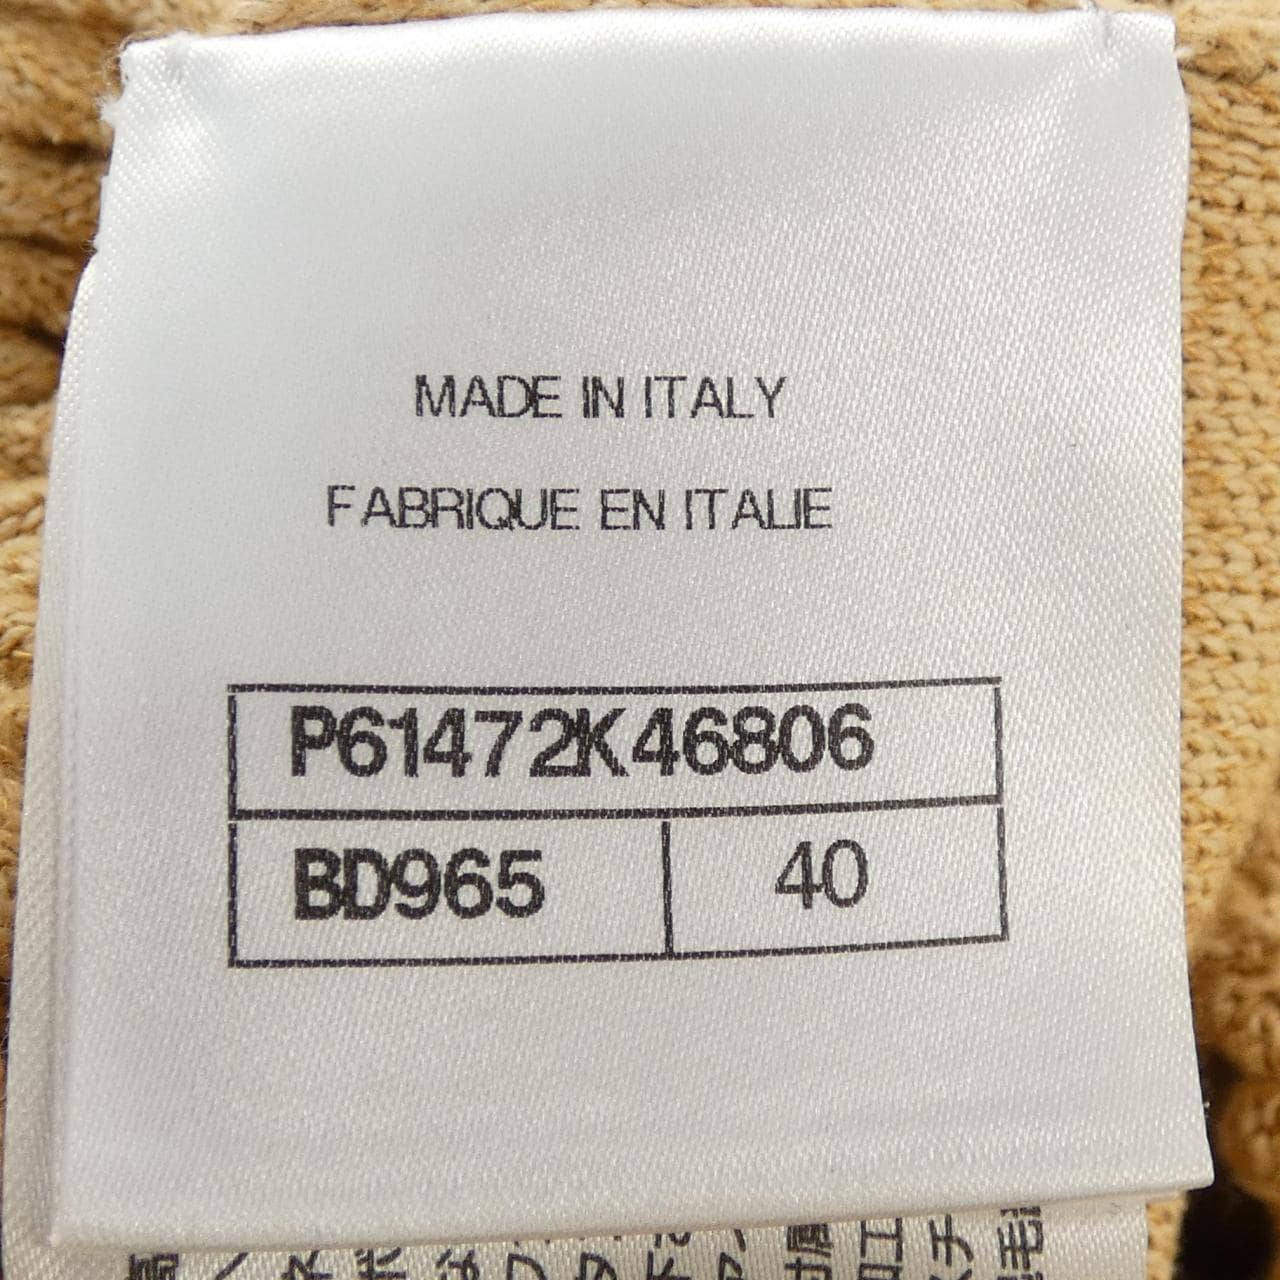 MADE IN ITALY
FABRIQUE EN ITALIE
P61472K46806
BD965 40